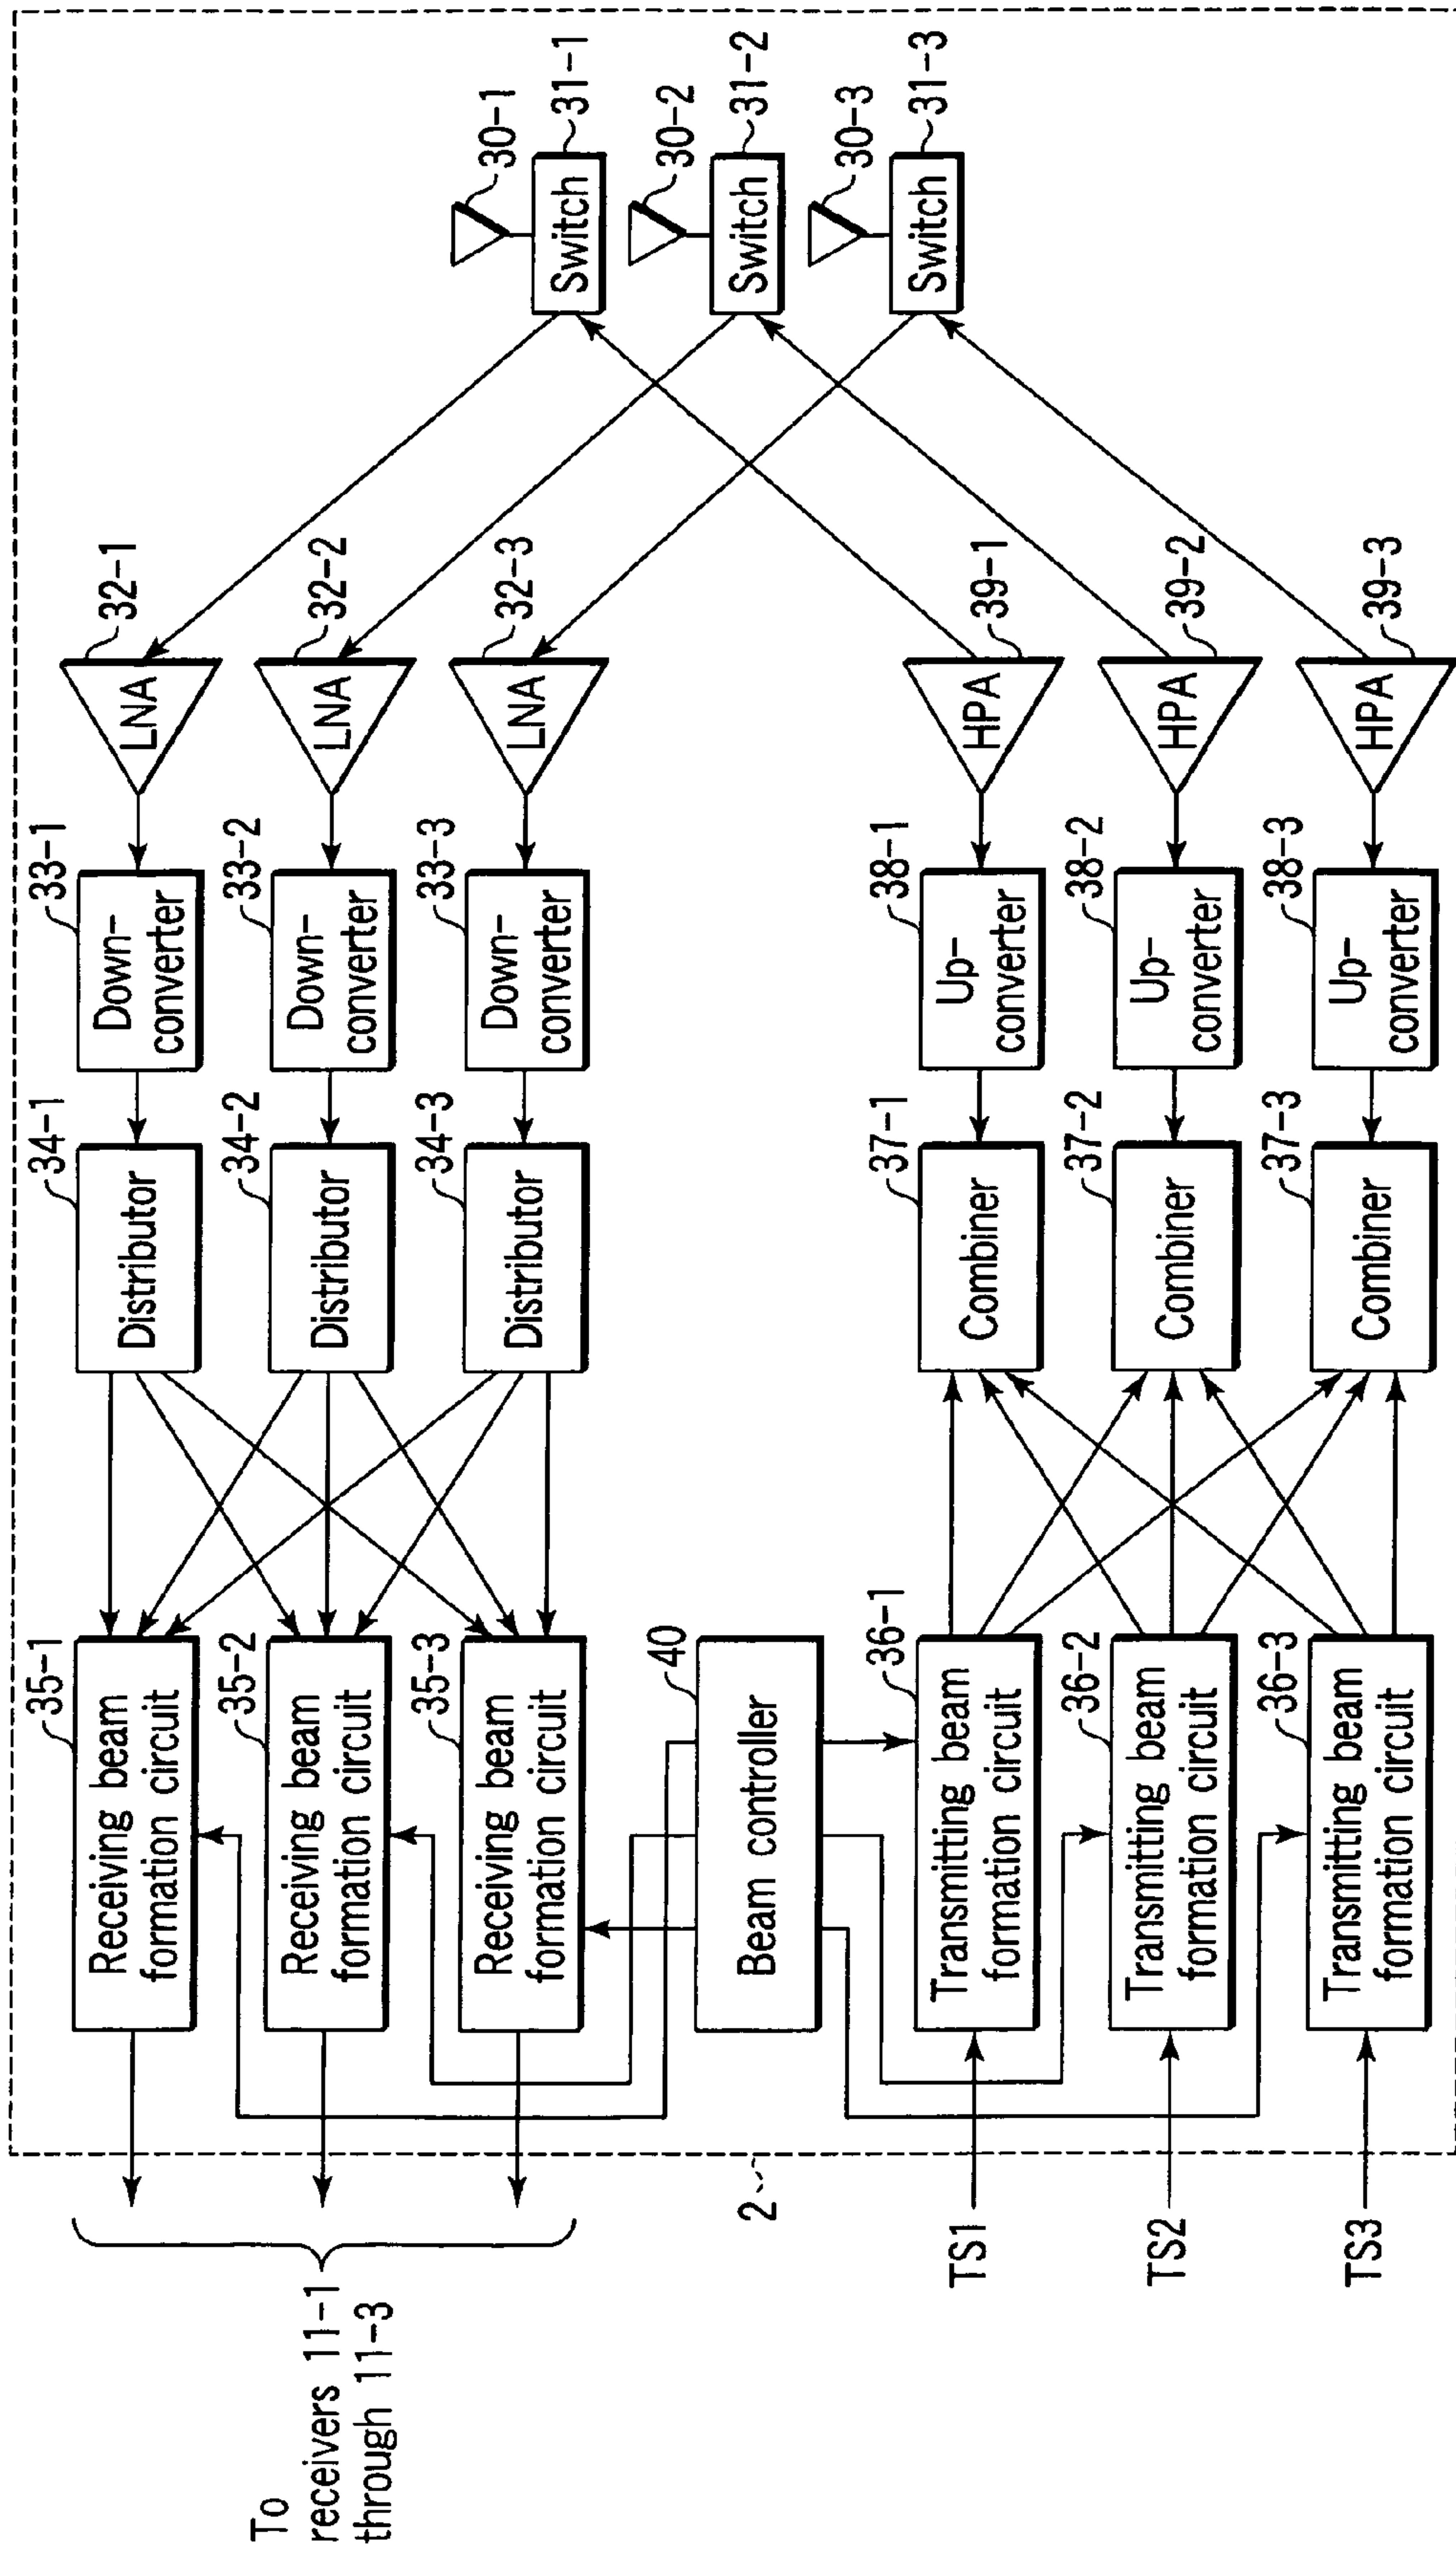 To
receivers 11-1
through 11-3
35-1
Receiving beam
formation circuit
34-1
Distributor
33-1
Down-
converter
32-1
LNA
35-2
Receiving beam
formation circuit
34-2
Distributor
33-2
Down-
converter
32-2
LNA
35-3
Receiving beam
formation circuit
34-3
Distributor
33-3
Down-
converter
32-3
LNA
30-1
31-1
Switch
30-2
31-2
Switch
30-3
31-3
Switch
40
Beam controller
2
TS1
36-1
Transmitting beam
formation circuit
37-1
Combiner
38-1
Up-
converter
39-1
HPA
TS2
36-2
Transmitting beam
formation circuit
37-2
Combiner
38-2
Up-
converter
39-2
HPA
TS3
36-3
Transmitting beam
formation circuit
37-3
Combiner
38-3
Up-
converter
39-3
HPA